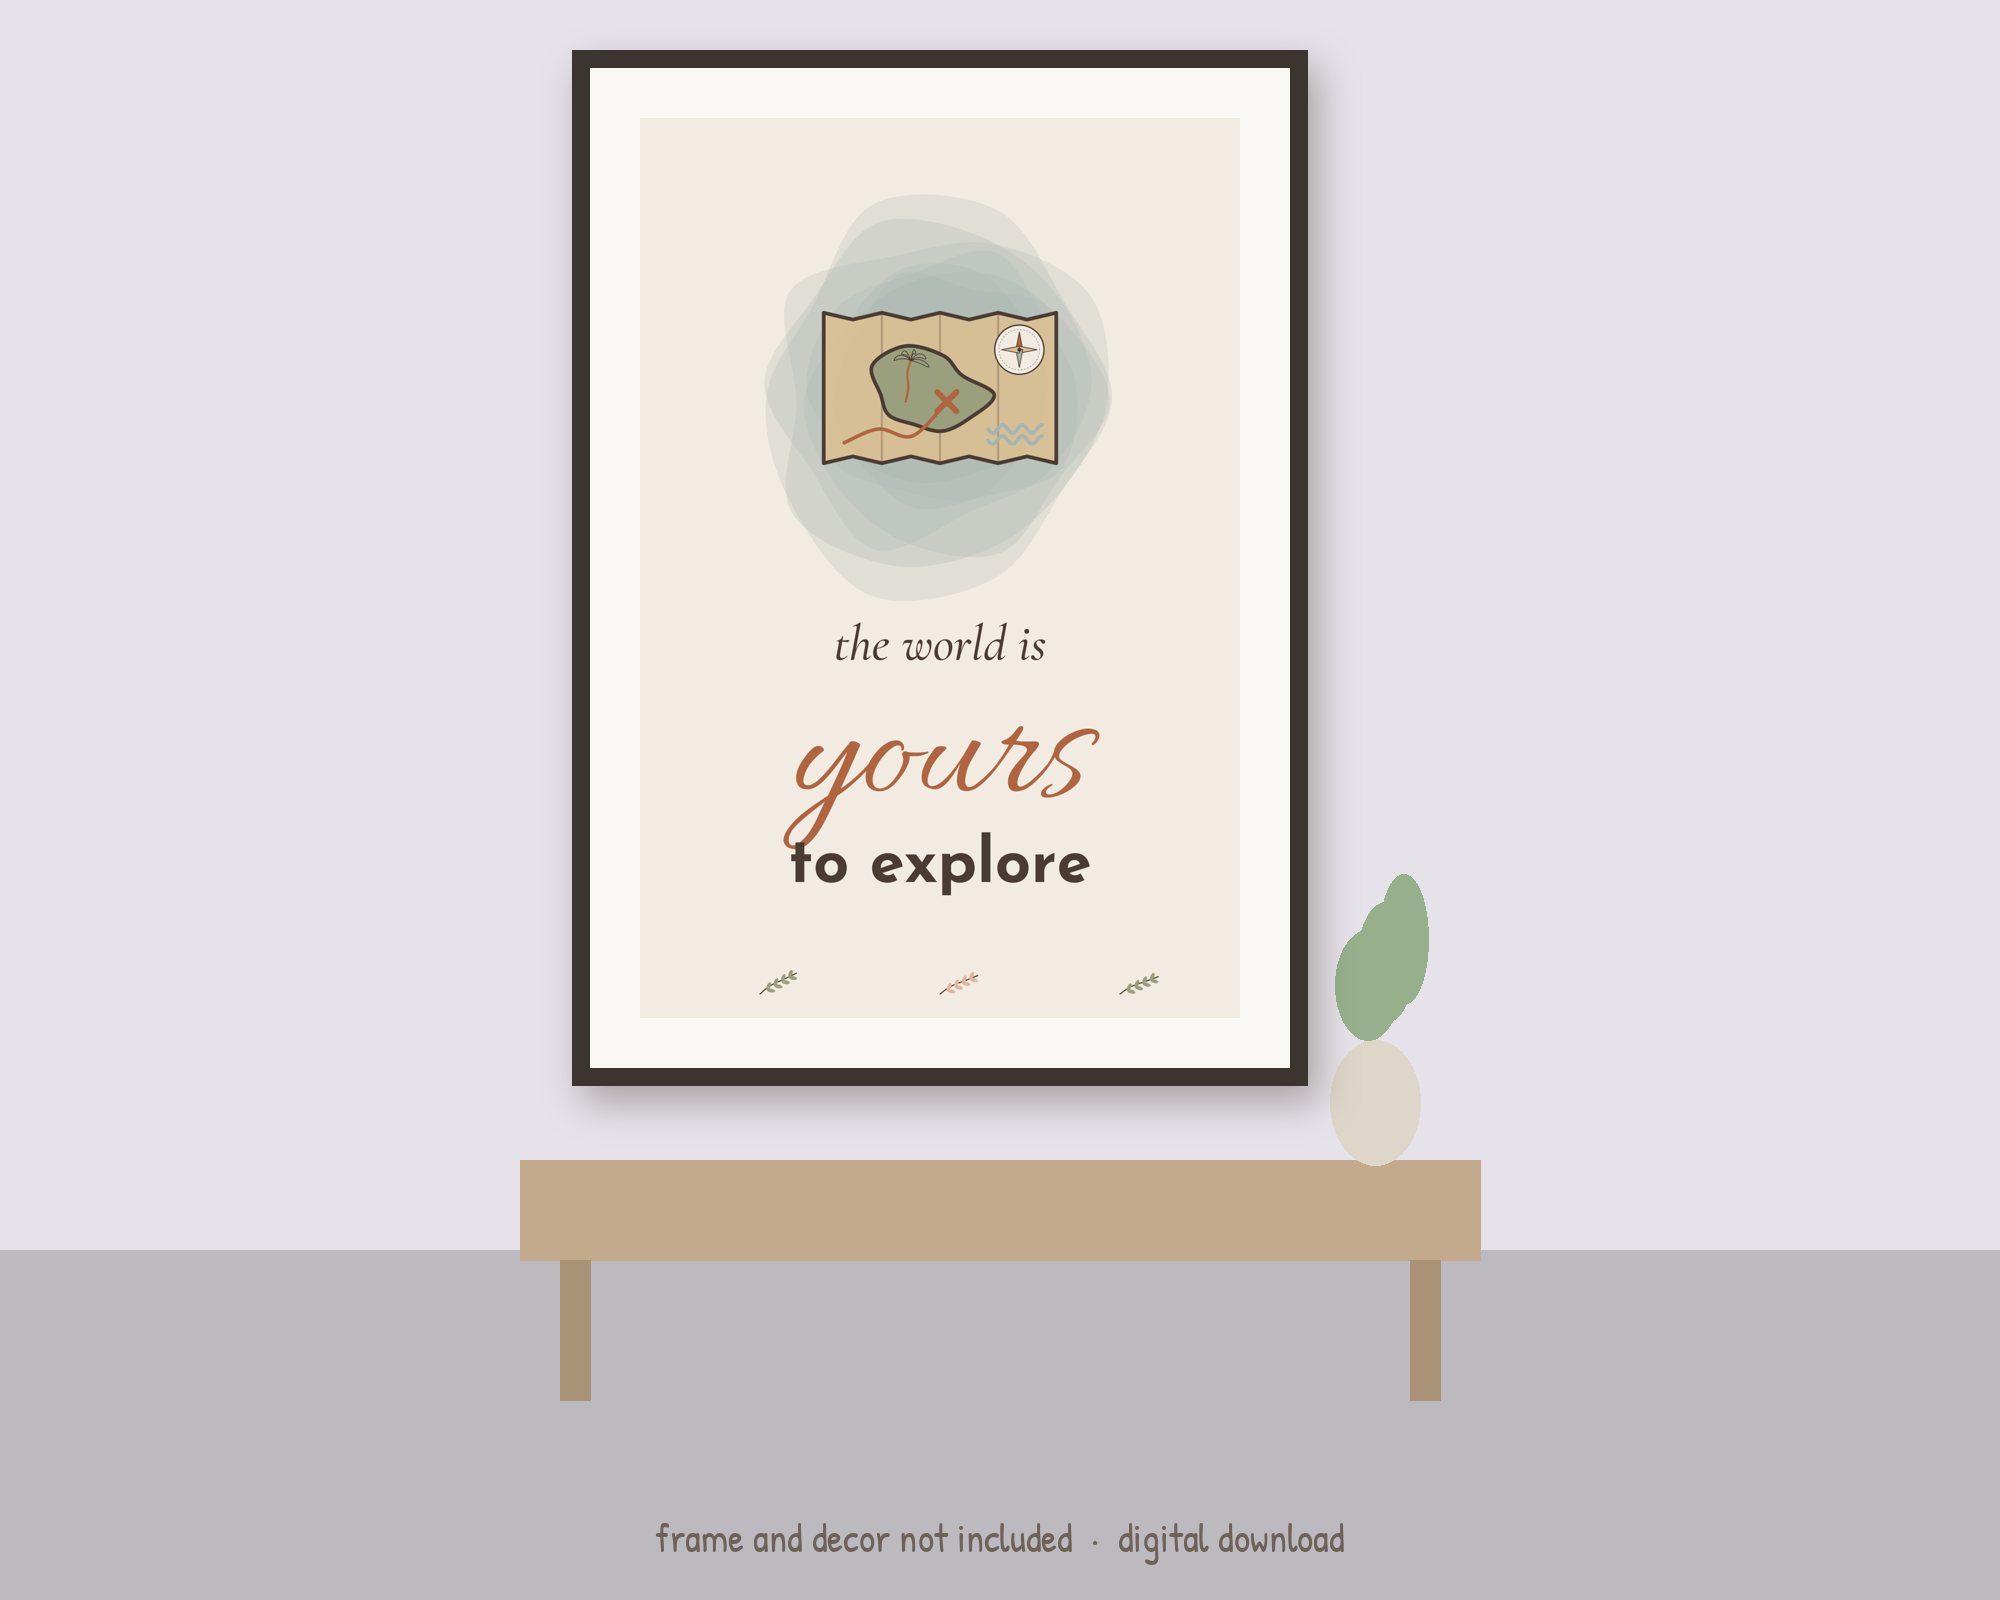 the world is
yours
to explore
frame and decor not included · digital download